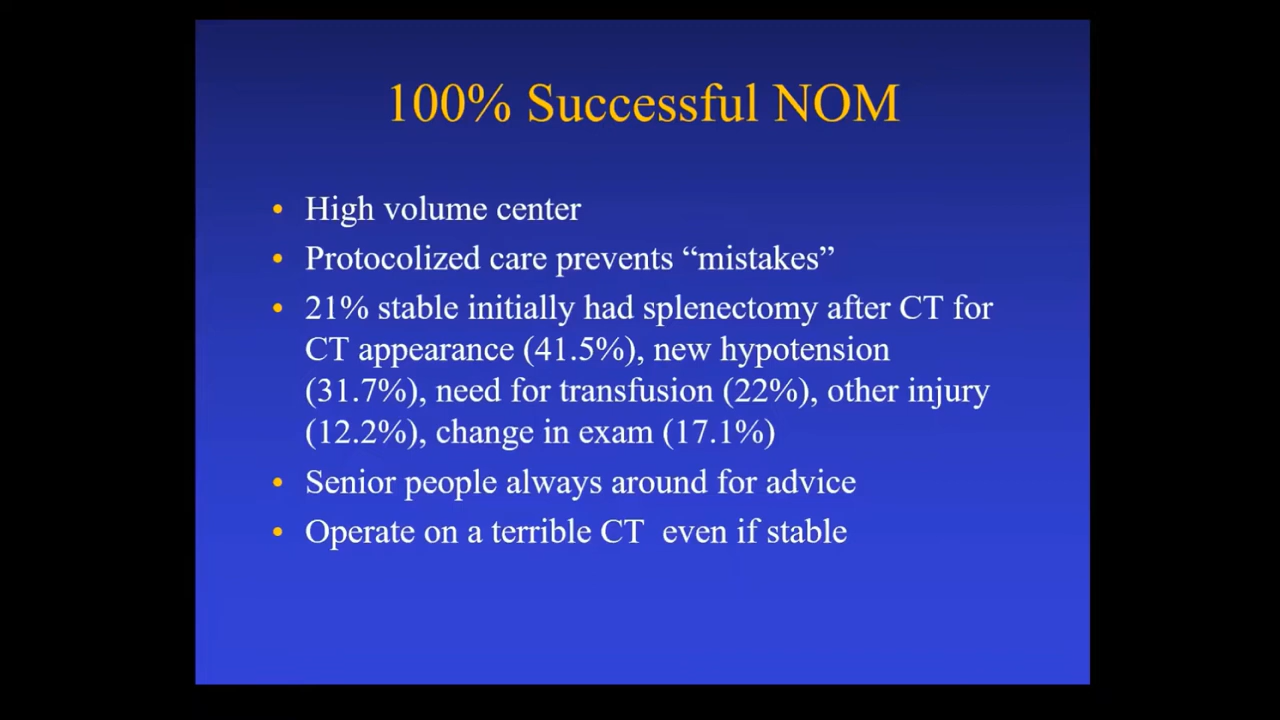 100% Successful NOM
• High volume center
• Protocolized care prevents “mistakes”
• 21% stable initially had splenectomy after CT for
CT appearance (41.5%), new hypotension
(31.7%), need for transfusion (22%), other injury
(12.2%), change in exam (17.1%)
• Senior people always around for advice
• Operate on a terrible CT  even if stable